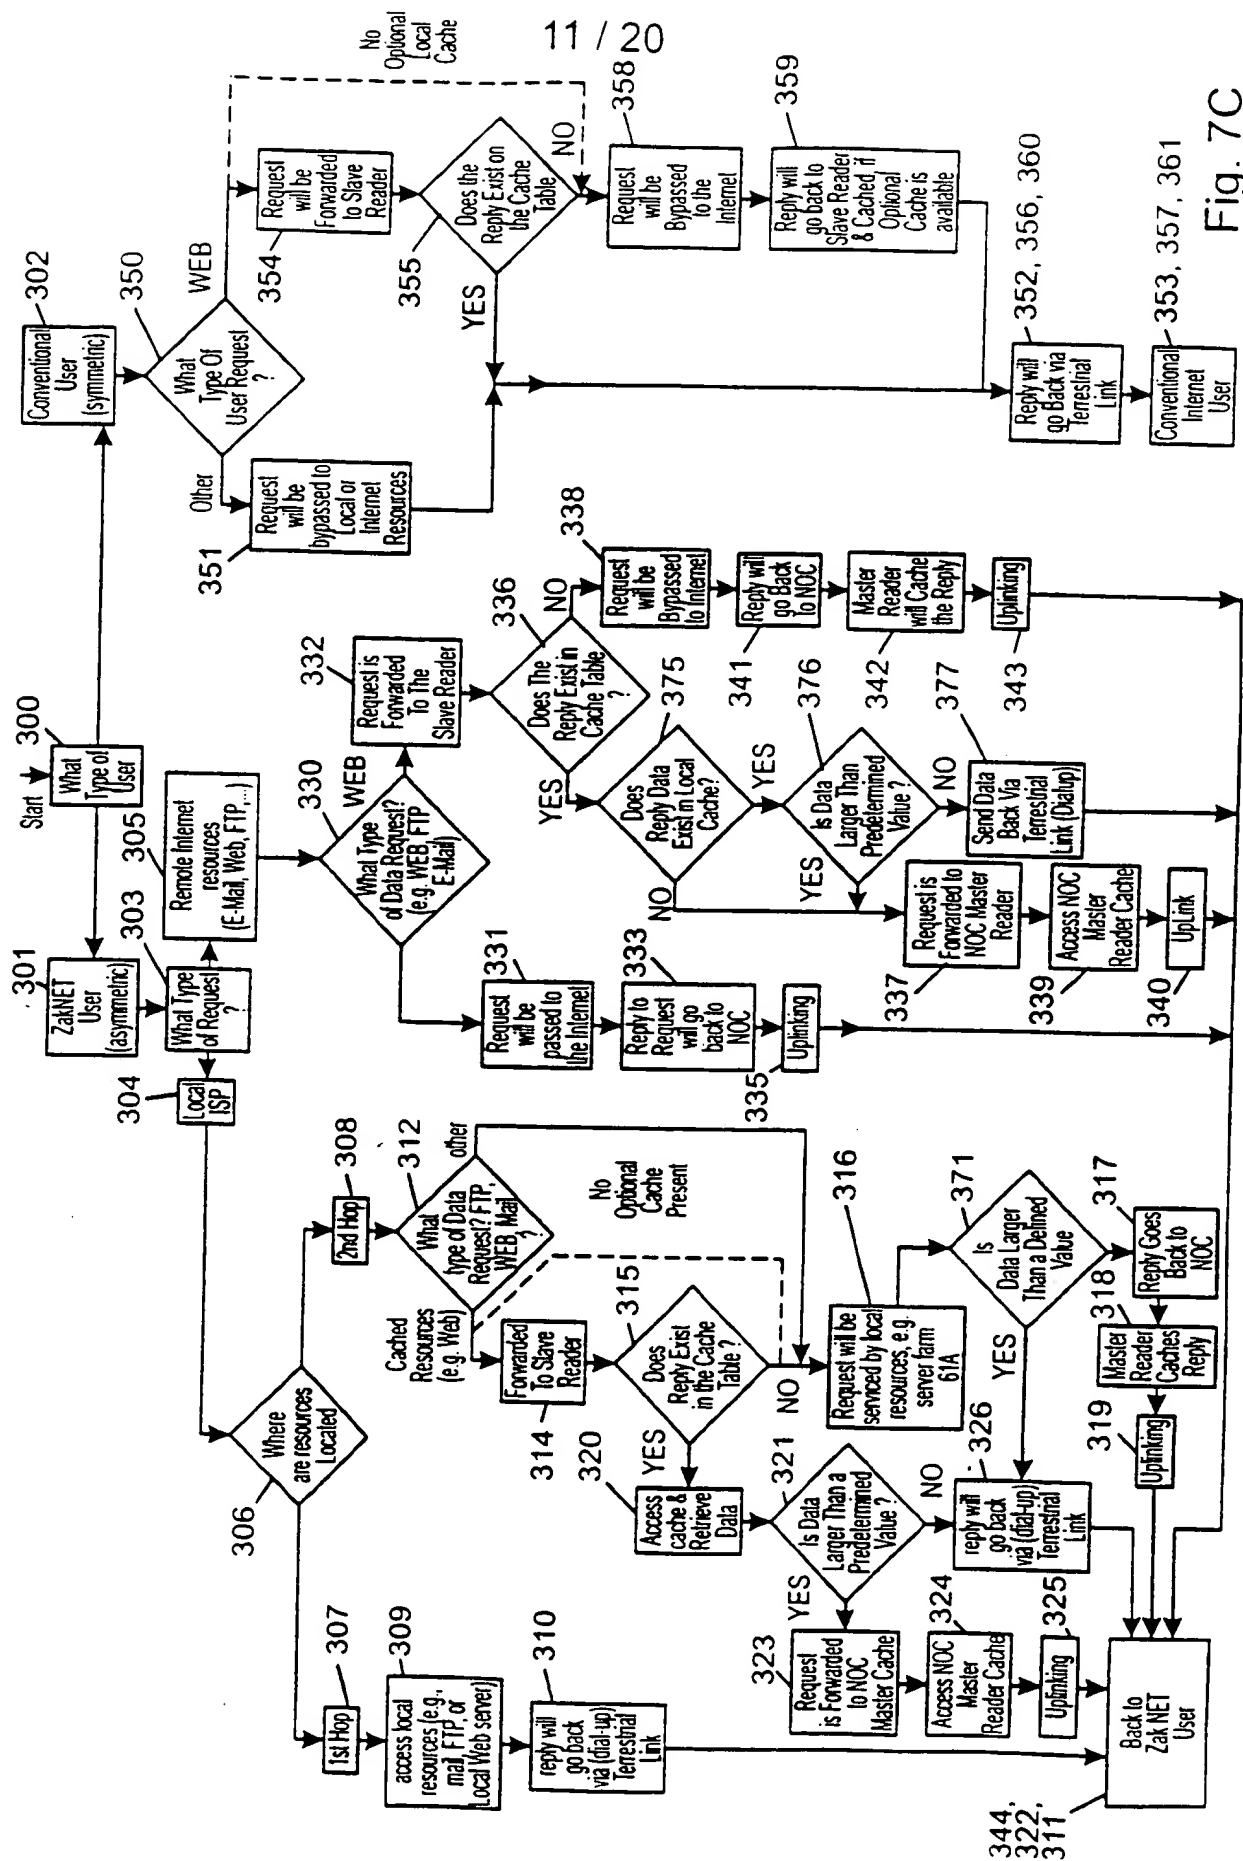 11 / 20
Start
300
What
Type of
User
301
ZakNET
User
(asymmetric)
302
Conventional
User
(symmetric)
303
What Type
of Request
?
304
Local
ISP
305
Remote Internet
resources
(E-Mail, Web, FTP,...)
306
Where
are resources
Located
307
1st Hop
309
access local
resources (e.g.,
mail, FTP, or
Local Web server)
310
reply will
go back
via (dial-up)
Terrestrial
Link
308
2nd Hop
312
What
type of Data
Request? FTP,
WEB, Mail
?
other
Cached
Resources
(e.g. Web)
No
Optional
Cache
Present
314
Forwarded
To Slave
Reader
315
Does
Reply Exist
in the Cache
Table ?
YES
NO
320
Access
cache &
Retrieve
Data
321
Is Data
Larger Than a
Predetermined
Value ?
YES
NO
323
Request
is Forwarded
to NOC
Master Cache
324
Access NOC
Master
Reader Cache
325
Uplinking
326
reply will
go back
via (dial-up)
Terrestrial
Link
316
Request will be
serviced by local
resources, e.g.
server farm
61A
371
Is
Data Larger
Than a Defined
Value
YES
317
Reply Goes
Back to
NOC
318
Master
Reader
Caches
Reply
319
Uplinking
344,
322,
311
Back to
Zak NET
User
330
What Type
of Data Request?
(e.g. WEB, FTP
E-Mail)
WEB
331
Request
will be
passed to
the Internet
333
Reply to
Request
will go
back to
NOC
335
Uplinking
332
Request is
Forwarded
To The
Slave Reader
336
Does The
Reply Exist in
Cache Table
?
YES
NO
375
Does
Reply Data
Exist in Local
Cache?
NO
YES
376
Is Data
Larger Than
Predetermined
Value ?
YES
NO
377
Send Data
Back Via
Terrestrial
Link (Dialup)
337
Request is
Forwarded to
NOC Master
Reader
339
Access NOC
Master
Reader Cache
340
UpLink
338
Request
will be
Bypassed
to Internet
341
Reply will
go Back
To NOC
342
Master
Reader
will Cache
the Reply
343
Uplinking
350
What
Type Of
User Request
?
Other
WEB
351
Request
will be
bypassed to
Local or
Internet
Resources
No
Optional
Local
Cache
354
Request
will be
Forwarded
to Slave
Reader
355
Does the
Reply Exist on
the Cache
Table
YES
NO
358
Request
will be
Bypassed
to the
Internet
359
Reply will
go back to
Slave Reader
& Cached, if
Optional
Cache is
available
352, 356, 360
Reply will
go Back via
Terrestrial
Link
353, 357, 361
Conventional
Internet
User
Fig. 7C